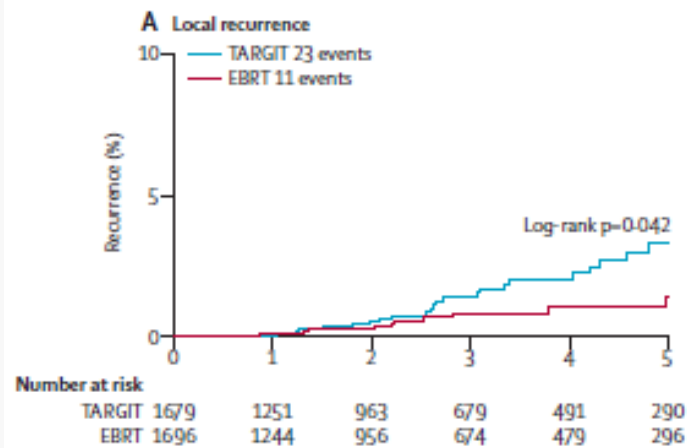 A Local recurrence
10
TARGIT 23 events
EBRT 11 events
Recurrence (%)
5
Log-rank p=0·042
0
0 1 2 3 4 5
Number at risk
TARGIT 1679 1251 963 679 491 290
EBRT 1696 1244 956 674 479 296